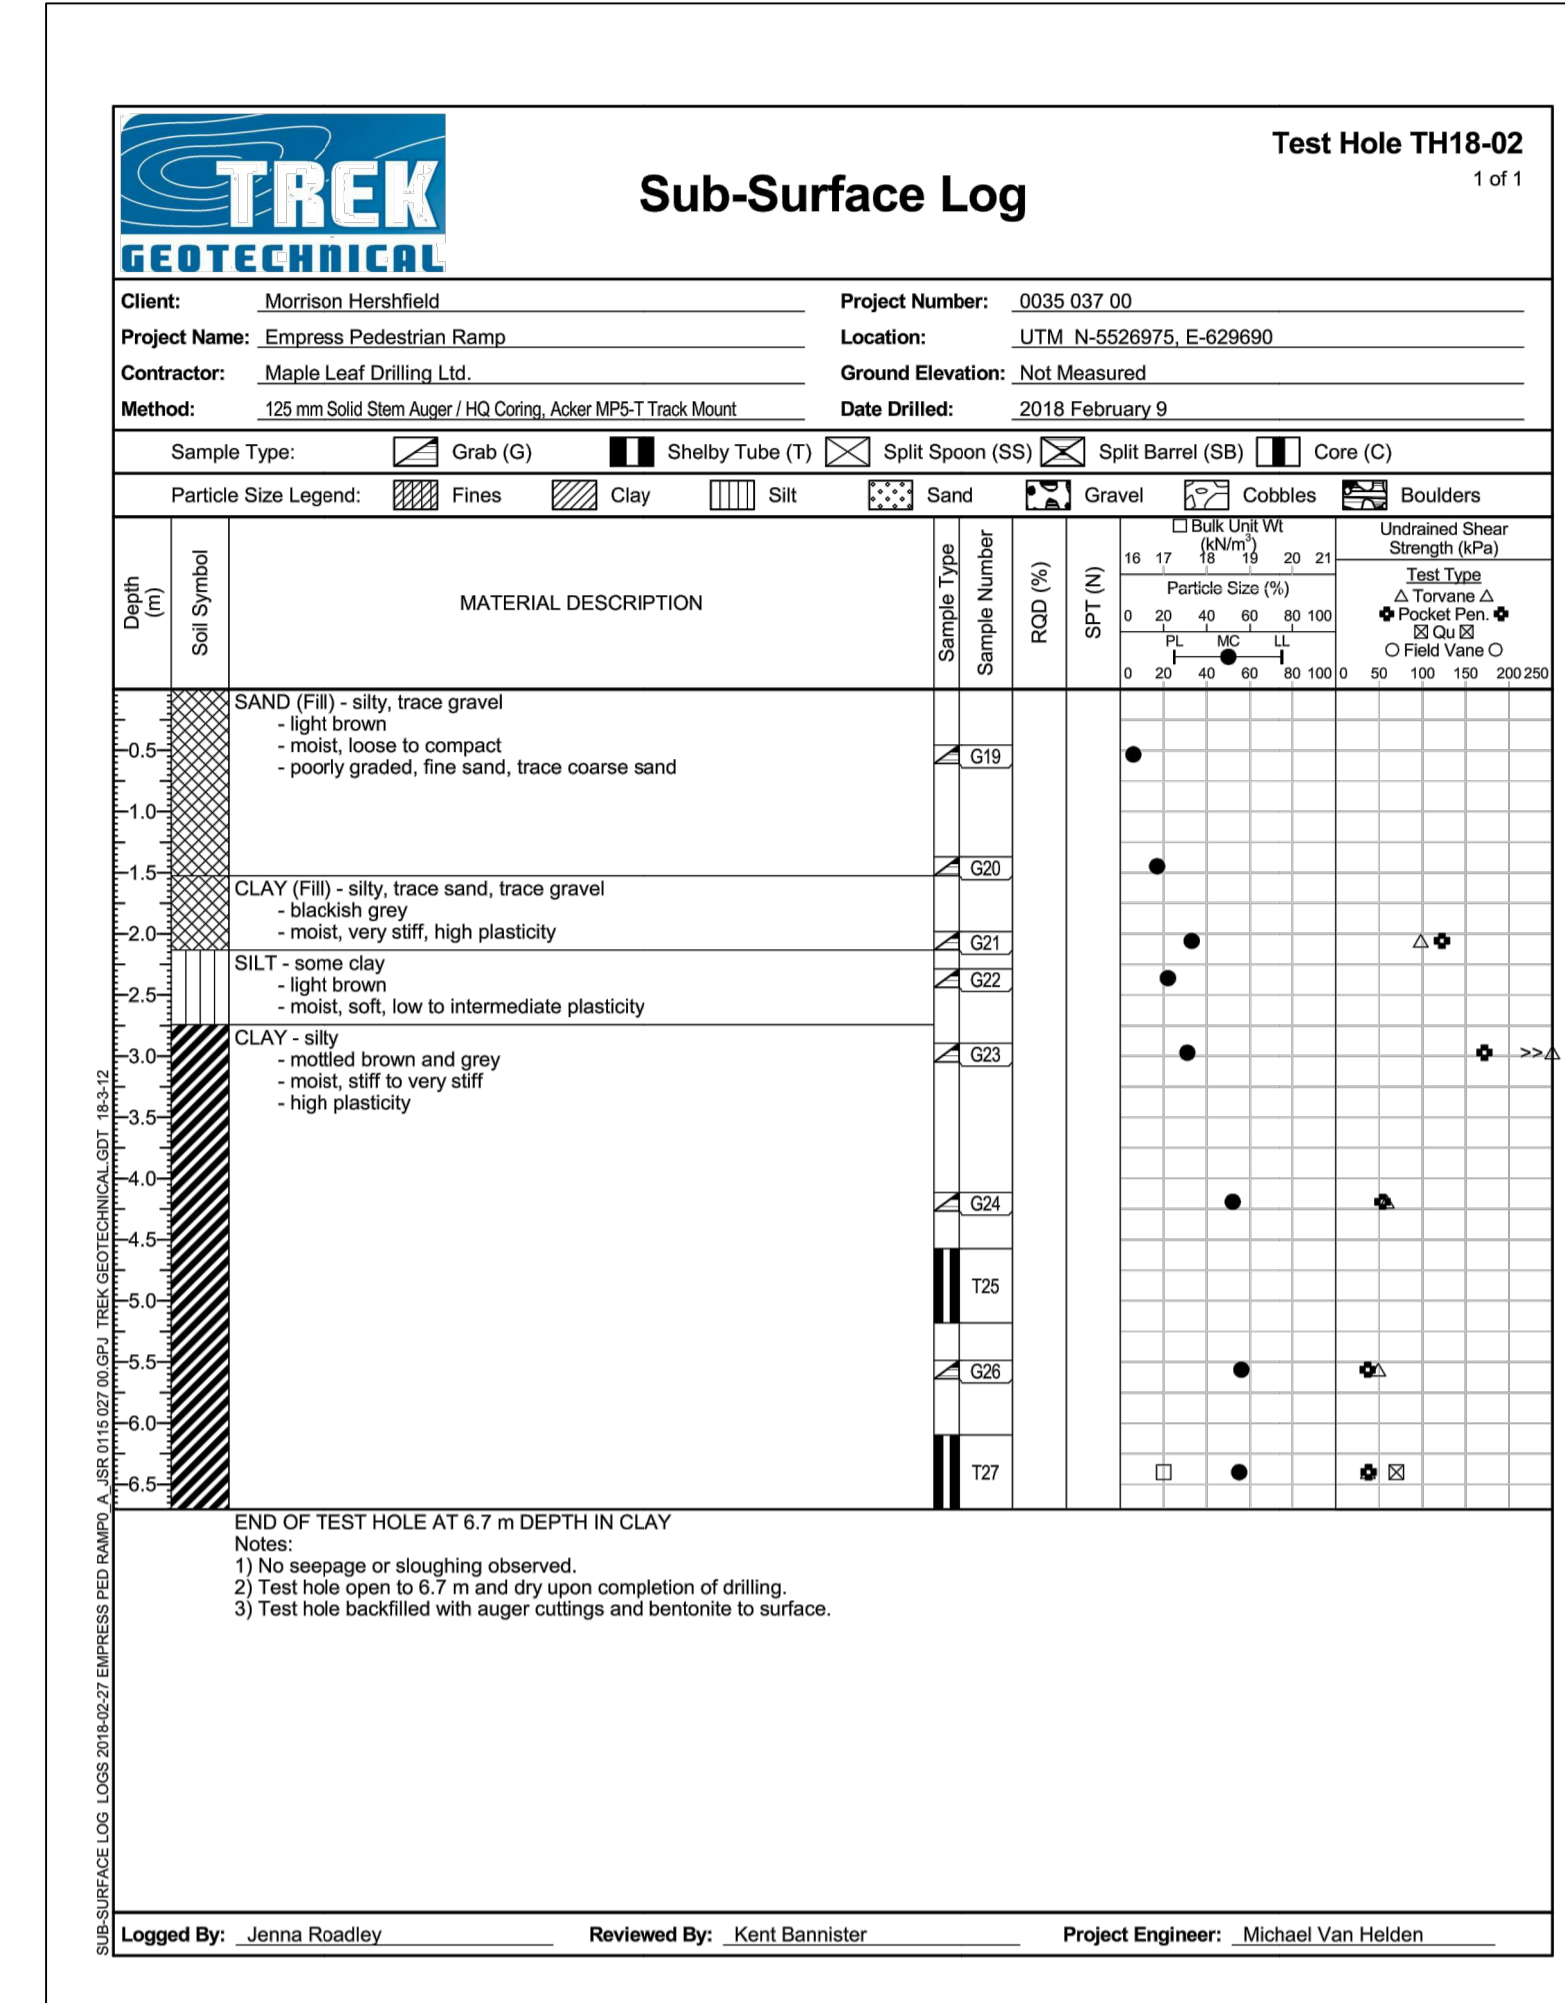 TREK
GEOTECHNICAL
Sub-Surface Log
Test Hole TH18-02
1 of 1
Client: Morrison Hershfield Project Number: 0035 037 00
Project Name: Empress Pedestrian Ramp Location: UTM N-5526975, E-629690
Contractor: Maple Leaf Drilling Ltd. Ground Elevation: Not Measured
Method: 125 mm Solid Stem Auger / HQ Coring, Acker MP5-T Track Mount Date Drilled: 2018 February 9
Sample Type: Grab (G) Shelby Tube (T) Split Spoon (SS) Split Barrel (SB) Core (C)
Particle Size Legend: Fines Clay Silt Sand Gravel Cobbles Boulders
Depth (m)
Soil Symbol
MATERIAL DESCRIPTION
Sample Type
Sample Number
RQD (%)
SPT (N)
Bulk Unit Wt
(kN/m³)
16 17 18 19 20 21
Particle Size (%)
0 20 40 60 80 100
PL MC LL
0 20 40 60 80 100
Undrained Shear
Strength (kPa)
Test Type
Torvane
Pocket Pen.
Qu
Field Vane
0 50 100 150 200 250
SAND (Fill) - silty, trace gravel
- light brown
- moist, loose to compact
- poorly graded, fine sand, trace coarse sand
0.5
G19
1.0
1.5
G20
CLAY (Fill) - silty, trace sand, trace gravel
- blackish grey
- moist, very stiff, high plasticity
2.0
G21
SILT - some clay
- light brown
- moist, soft, low to intermediate plasticity
G22
2.5
CLAY - silty
- mottled brown and grey
- moist, stiff to very stiff
- high plasticity
3.0
G23
>>
3.5
4.0
G24
4.5
T25
5.0
5.5
G26
6.0
T27
6.5
END OF TEST HOLE AT 6.7 m DEPTH IN CLAY
Notes:
1) No seepage or sloughing observed.
2) Test hole open to 6.7 m and dry upon completion of drilling.
3) Test hole backfilled with auger cuttings and bentonite to surface.
SUB-SURFACE LOG LOGS 2018-02-27 EMPRESS PED RAMP0_A_JSR 0115 027 00.GPJ TREK GEOTECHNICAL.GDT 18-3-12
Logged By: Jenna Roadley Reviewed By: Kent Bannister Project Engineer: Michael Van Helden